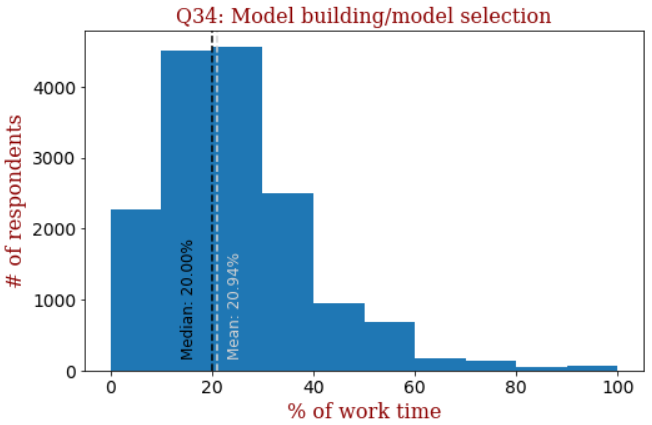 Q34: Model building/model selection
# of respondents
4000
3000
2000
1000
0
Median: 20.00%
Mean: 20.94%
0 20 40 60 80 100
% of work time